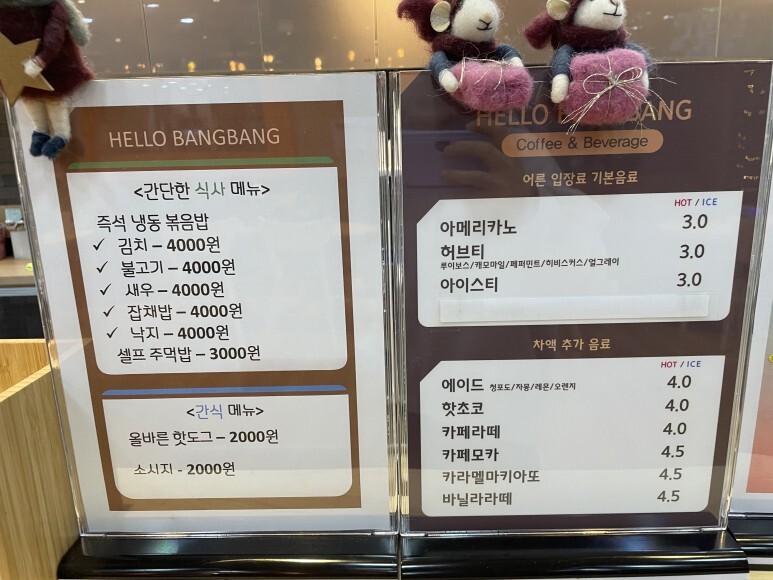 HELLO BANGBANG
<간단한 식사 메뉴>
즉석 냉동 볶음밥
✓ 김치 – 4000원
✓ 불고기 – 4000원
✓ 새우 – 4000원
✓ 잡채밥 – 4000원
✓ 낙지 – 4000원
셀프 주먹밥 – 3000원
<간식 메뉴>
올바른 핫도그 – 2000원
소시지 - 2000원
HELLO BANGBANG
Coffee & Beverage
어른 입장료 기본음료
HOT / ICE
아메리카노 3.0
허브티 3.0
루이보스/캐모마일/페퍼민트/히비스커스/얼그레이
아이스티 3.0
차액 추가 음료
HOT / ICE
에이드 청포도/자몽/레몬/오렌지 4.0
핫초코 4.0
카페라떼 4.0
카페모카 4.5
카라멜마키아또 4.5
바닐라라떼 4.5